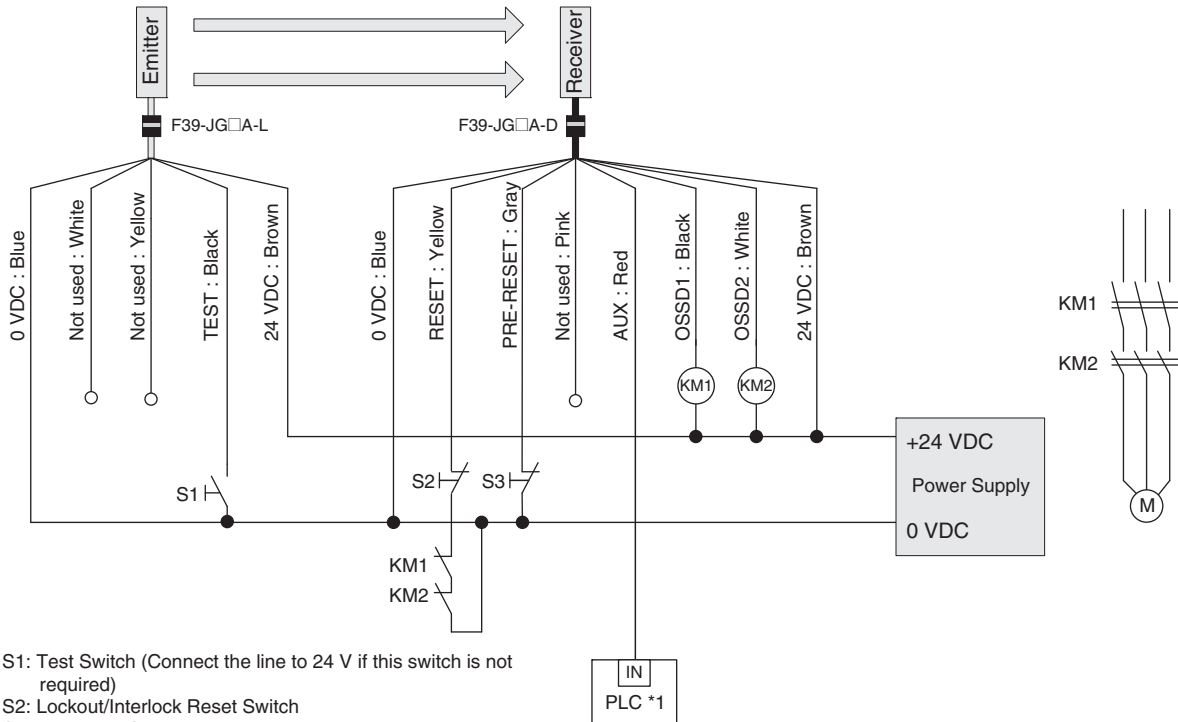 Emitter
Receiver
F39-JG□A-L
F39-JG□A-D
0 VDC : Blue
Not used : White
Not used : Yellow
TEST : Black
24 VDC : Brown
0 VDC : Blue
RESET : Yellow
PRE-RESET : Gray
Not used : Pink
AUX : Red
OSSD1 : Black
OSSD2 : White
24 VDC : Brown
KM1
KM2
KM1
KM2
M
+24 VDC
Power Supply
0 VDC
S1
S2
S3
KM1
KM2
IN
PLC *1
S1: Test Switch (Connect the line to 24 V if this switch is not
required)
S2: Lockout/Interlock Reset Switch